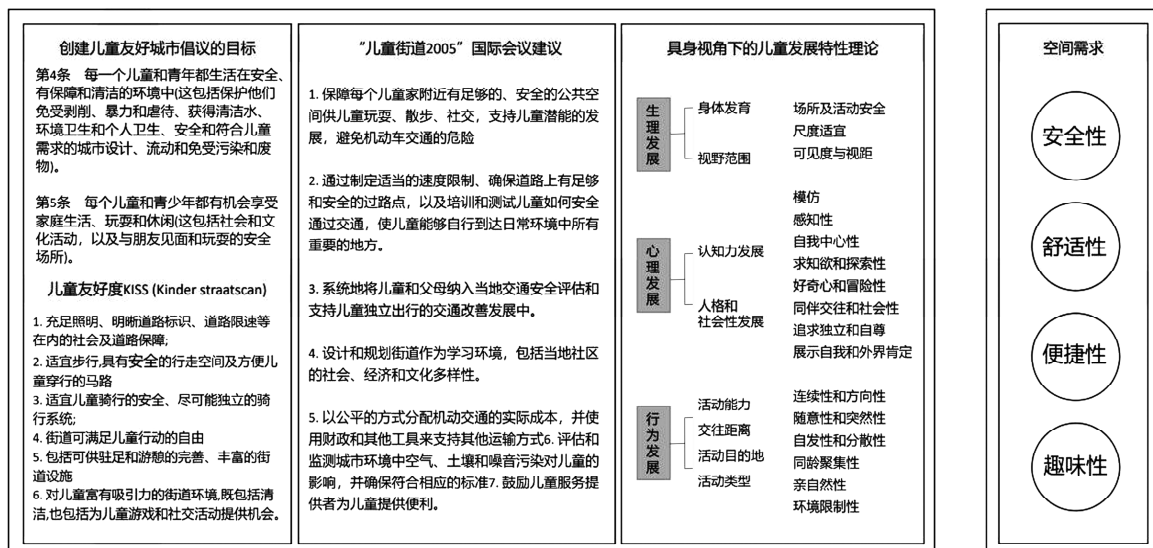 创建儿童友好城市倡议的目标
第4条 每一个儿童和青年都生活在安全、
有保障和清洁的环境中(这包括保护他们
免受剥削、暴力和虐待、获得清洁水、
环境卫生和个人卫生、安全和符合儿童
需求的城市设计、流动和免受污染和废
物)。
第5条 每个儿童和青少年都有机会享受
家庭生活、玩耍和休闲(这包括社会和文
化活动，以及与朋友见面和玩耍的安全
场所)。
儿童友好度KISS (Kinder straatscan)
1. 充足照明、明晰道路标识、道路限速等
在内的社会及道路保障;
2. 适宜步行,具有安全的行走空间及方便儿
童穿行的马路
3. 适宜儿童骑行的安全、尽可能独立的骑
行系统;
4. 街道可满足儿童行动的自由
5. 包括可供驻足和游憩的完善、丰富的街
道设施
6. 对儿童富有吸引力的街道环境,既包括清
洁,也包括为儿童游戏和社交活动提供机会。
“儿童街道2005”国际会议建议
1. 保障每个儿童家附近有足够的、安全的公共空
间供儿童玩耍、散步、社交，支持儿童潜能的发
展，避免机动车交通的危险
2. 通过制定适当的速度限制、确保道路上有足够
和安全的过路点，以及培训和测试儿童如何安全
通过交通，使儿童能够自行到达日常环境中所有
重要的地方。
3. 系统地将儿童和父母纳入当地交通安全评估和
支持儿童独立出行的交通改善发展中。
4. 设计和规划街道作为学习环境，包括当地社区
的社会、经济和文化多样性。
5. 以公平的方式分配机动交通的实际成本，并使
用财政和其他工具来支持其他运输方式6. 评估和
监测城市环境中空气、土壤和噪音污染对儿童的
影响，并确保符合相应的标准7. 鼓励儿童服务提
供者为儿童提供便利。
具身视角下的儿童发展特性理论
生理发展
身体发育
视野范围
场所及活动安全
尺度适宜
可见度与视距
心理发展
认知力发展
人格和
社会性发展
模仿
感知性
自我中心性
求知欲和探索性
好奇心和冒险性
同伴交往和社会性
追求独立和自尊
展示自我和外界肯定
行为发展
活动能力
交往距离
活动目的地
活动类型
连续性和方向性
随意性和突然性
自发性和分散性
同龄聚集性
亲自然性
环境限制性
空间需求
安全性
舒适性
便捷性
趣味性